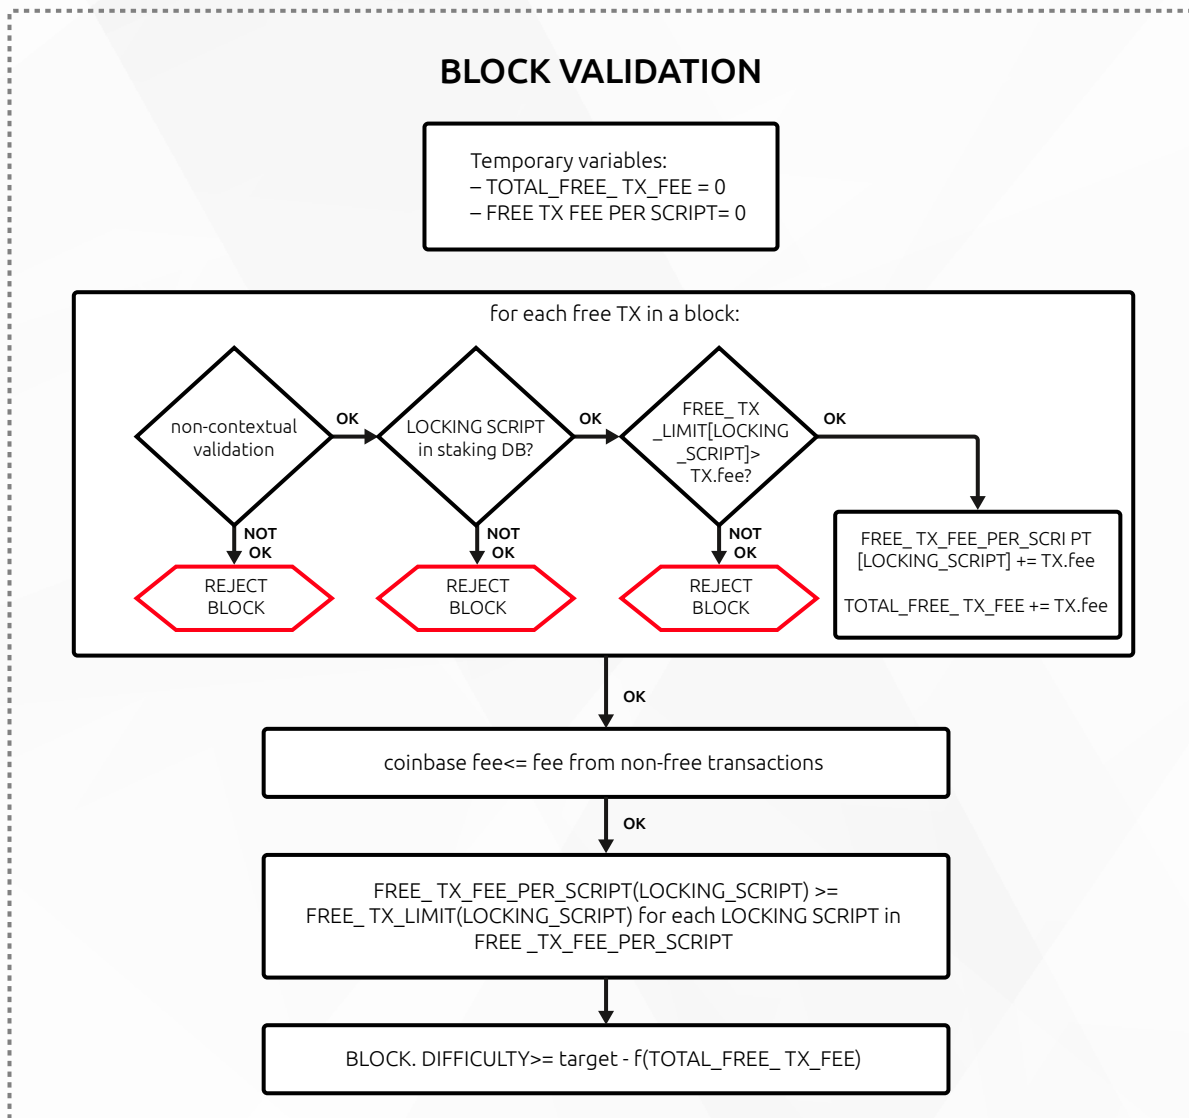 BLOCK VALIDATION
Temporary variables:
– TOTAL_FREE_ TX_FEE = 0
– FREE TX FEE PER SCRIPT= 0
for each free TX in a block:
non-contextual
validation
OK
LOCKING SCRIPT
in staking DB?
OK
FREE_ TX
_LIMIT[LOCKING
_SCRIPT]>
TX.fee?
OK
NOT
OK
REJECT
BLOCK
NOT
OK
REJECT
BLOCK
NOT
OK
REJECT
BLOCK
FREE_ TX_FEE_PER_SCRI PT
[LOCKING_SCRIPT] += TX.fee
TOTAL_FREE_ TX_FEE += TX.fee
OK
coinbase fee<= fee from non-free transactions
OK
FREE_ TX_FEE_PER_SCRIPT(LOCKING_SCRIPT) >=
FREE_ TX_LIMIT(LOCKING_SCRIPT) for each LOCKING SCRIPT in
FREE _TX_FEE_PER_SCRIPT
BLOCK. DIFFICULTY>= target - f(TOTAL_FREE_ TX_FEE)